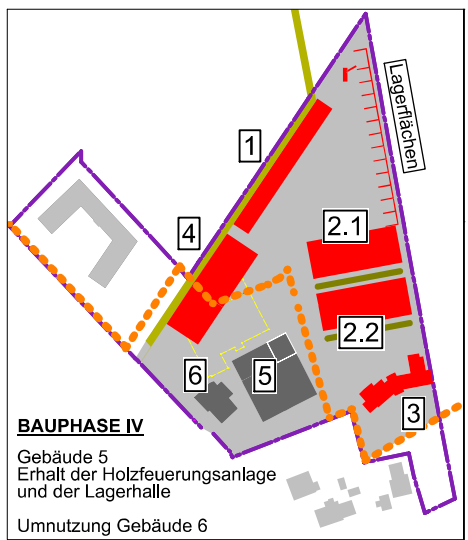 Lagerflächen
1
4
2.1
2.2
6
5
3
BAUPHASE IV
Gebäude 5
Erhalt der Holzfeuerungsanlage
und der Lagerhalle
Umnutzung Gebäude 6